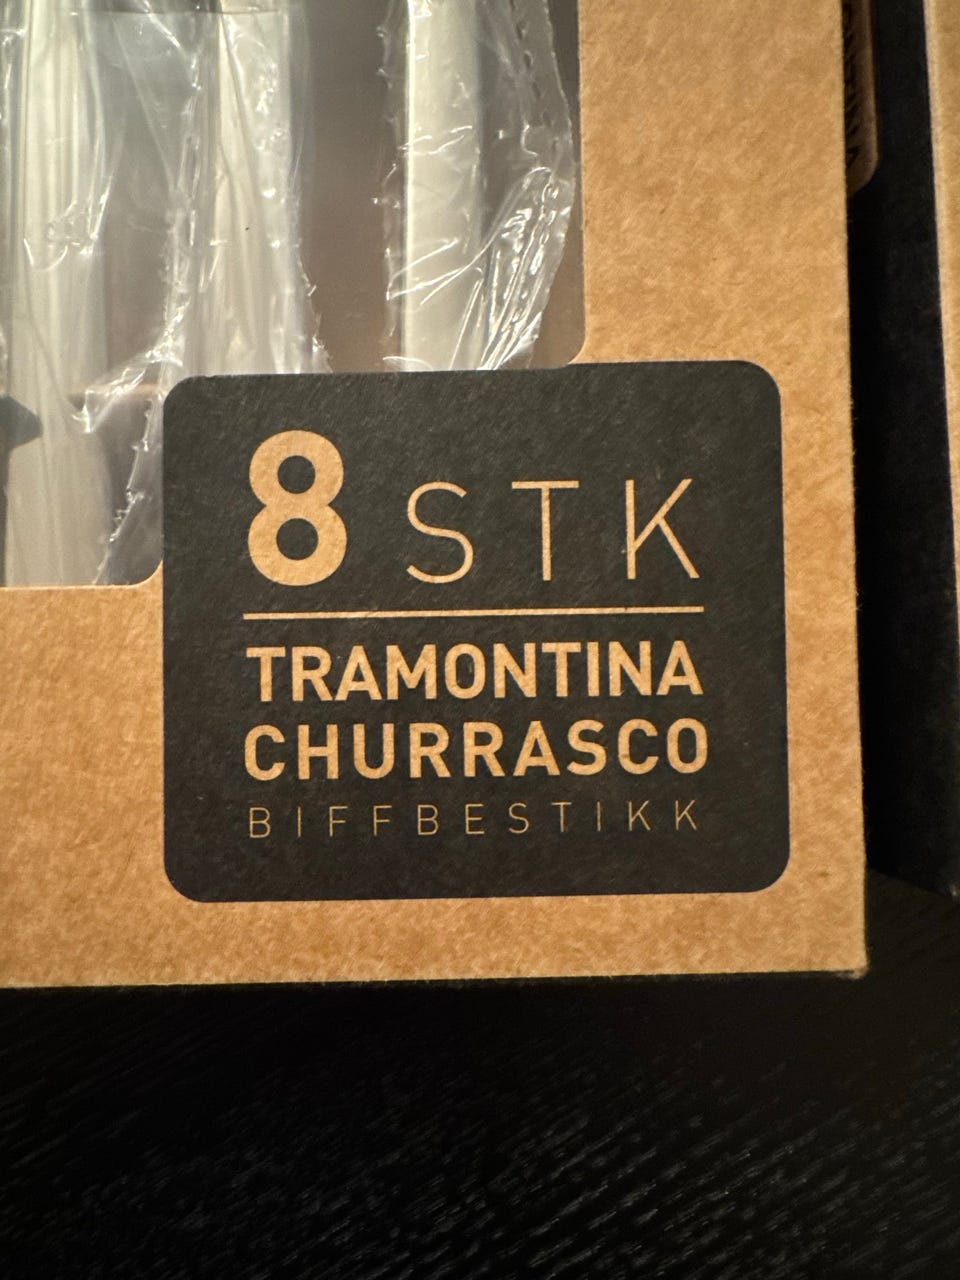 8 STK
TRAMONTINA
CHURRASCO
BIFFBESTIKK